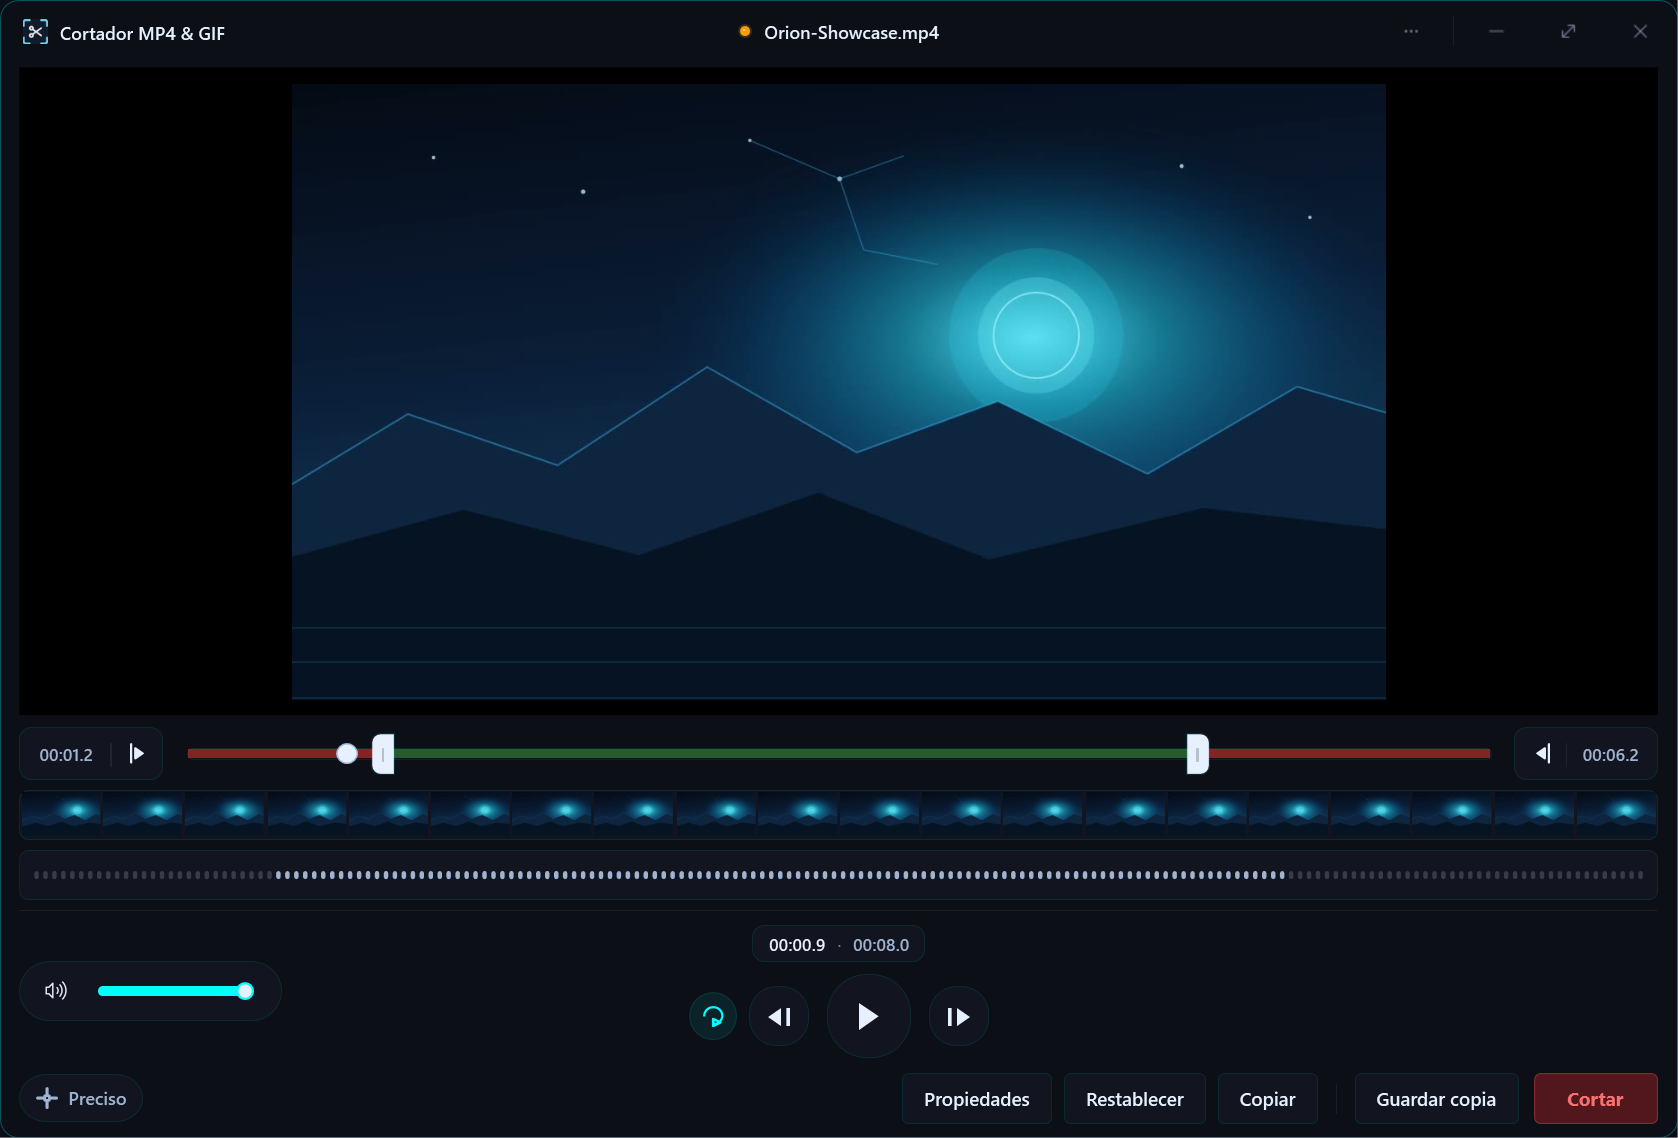 Cortador MP4 & GIF
Orion-Showcase.mp4
00:01.2
00:06.2
00:00.9 · 00:08.0
Preciso
Propiedades
Restablecer
Copiar
Guardar copia
Cortar